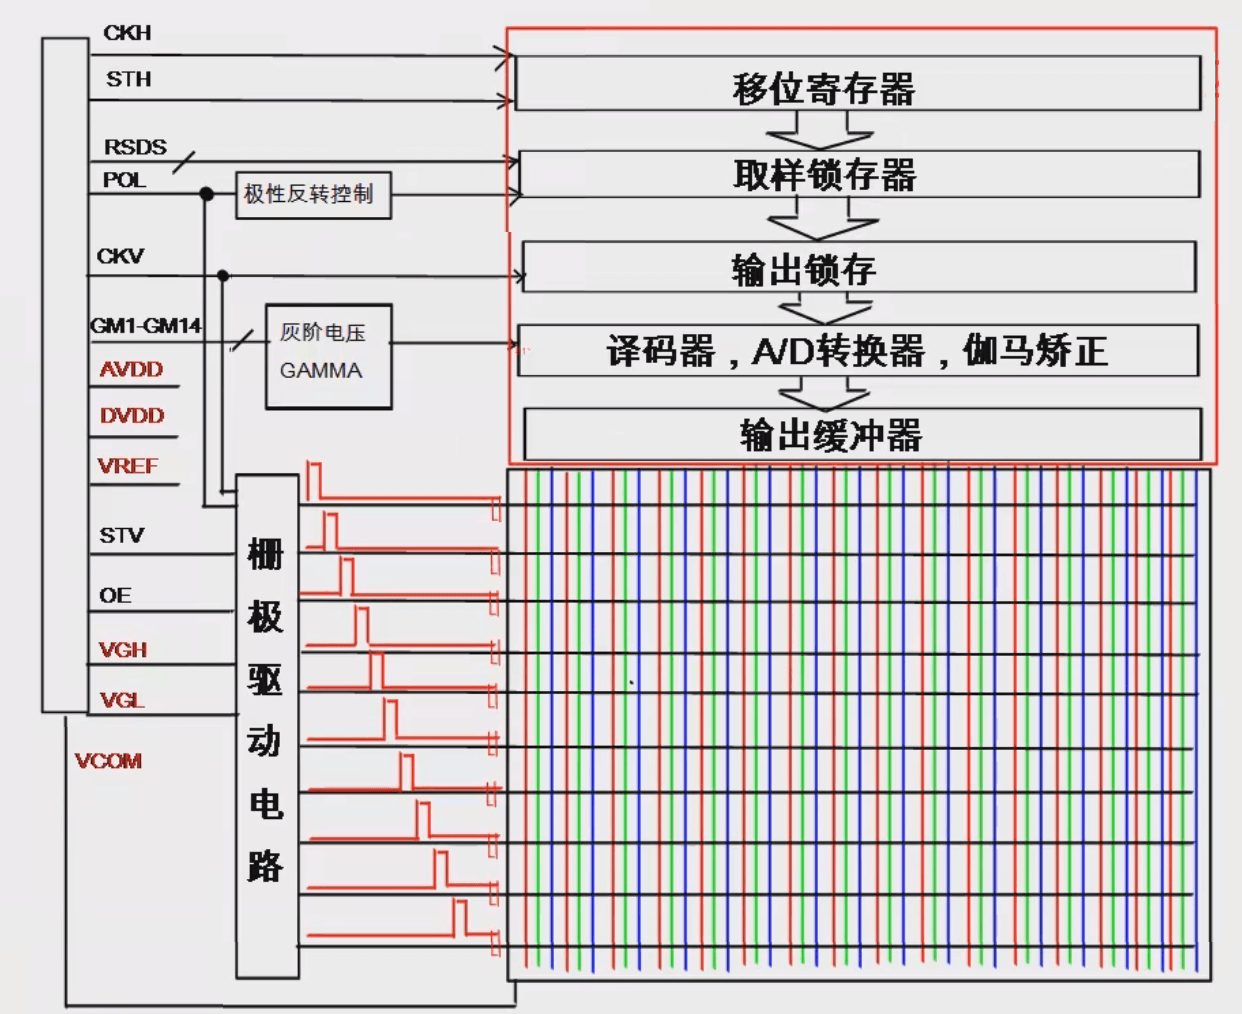 CKH
STH
移位寄存器
RSDS
取样锁存器
POL
极性反转控制
CKV
输出锁存
GM1-GM14
灰阶电压
GAMMA
译码器，A/D转换器，伽马矫正
AVDD
DVDD
输出缓冲器
VREF
STV
OE
VGH
VGL
VCOM
栅极驱动电路